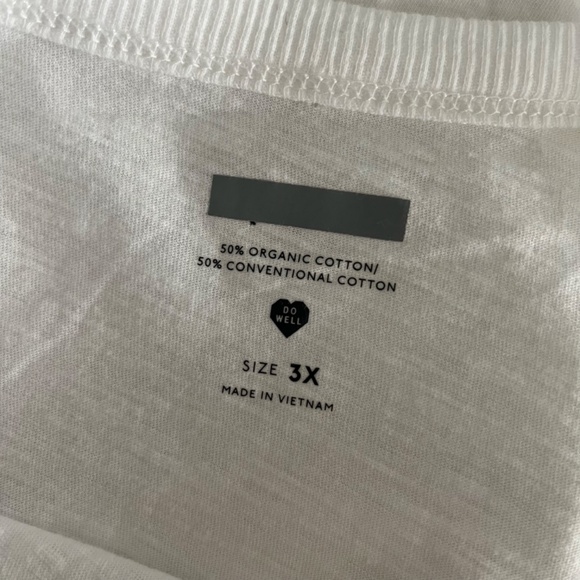 50% ORGANIC COTTON/
50% CONVENTIONAL COTTON
DO
WELL
SIZE 3X
MADE IN VIETNAM